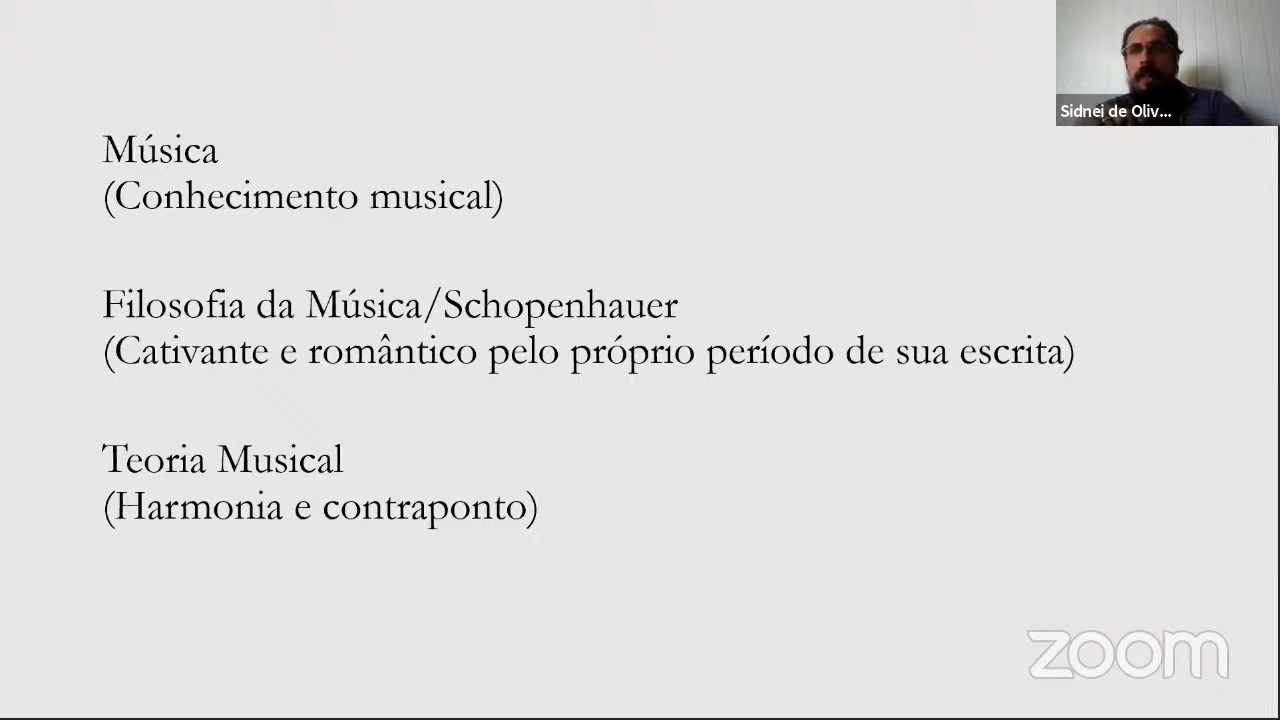 Música
(Conhecimento musical)
Filosofia da Música/Schopenhauer
(Cativante e romântico pelo próprio período de sua escrita)
Teoria Musical
(Harmonia e contraponto)
Sidnei de Oliv...
zoom